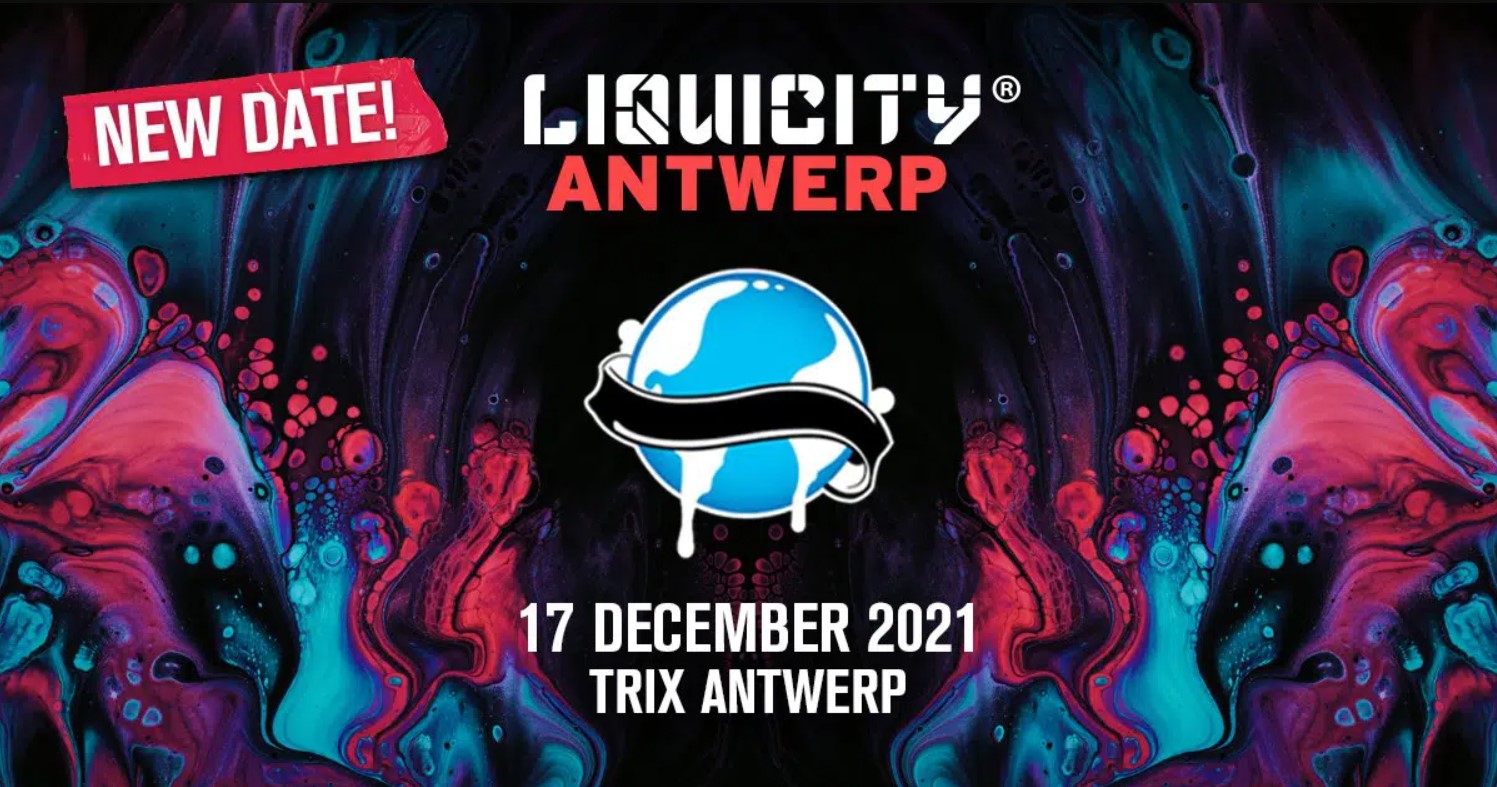 NEW DATE!
LIQUICITY®
ANTWERP
17 DECEMBER 2021
TRIX ANTWERP